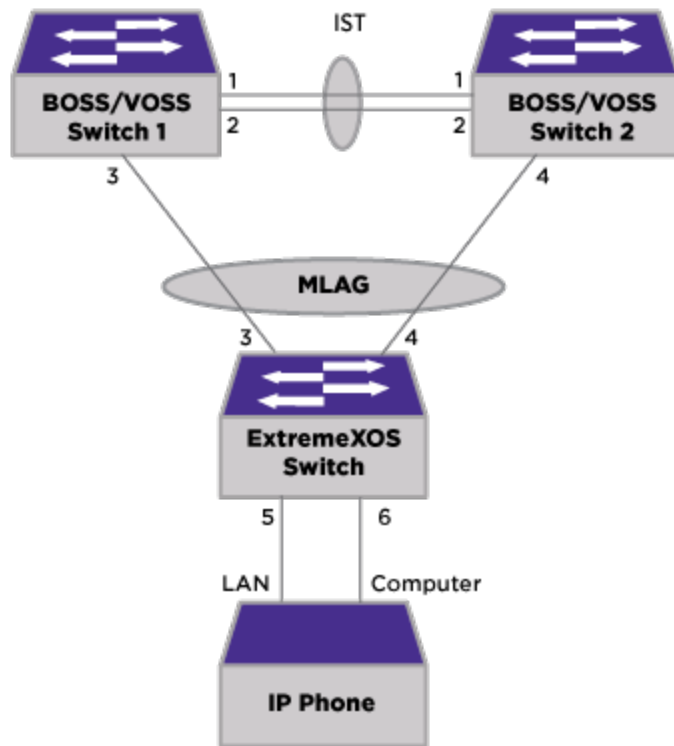 IST
BOSS/VOSS
Switch 1
1
2
1
2
BOSS/VOSS
Switch 2
3
4
MLAG
3
4
ExtremeXOS
Switch
5
6
LAN
Computer
IP Phone